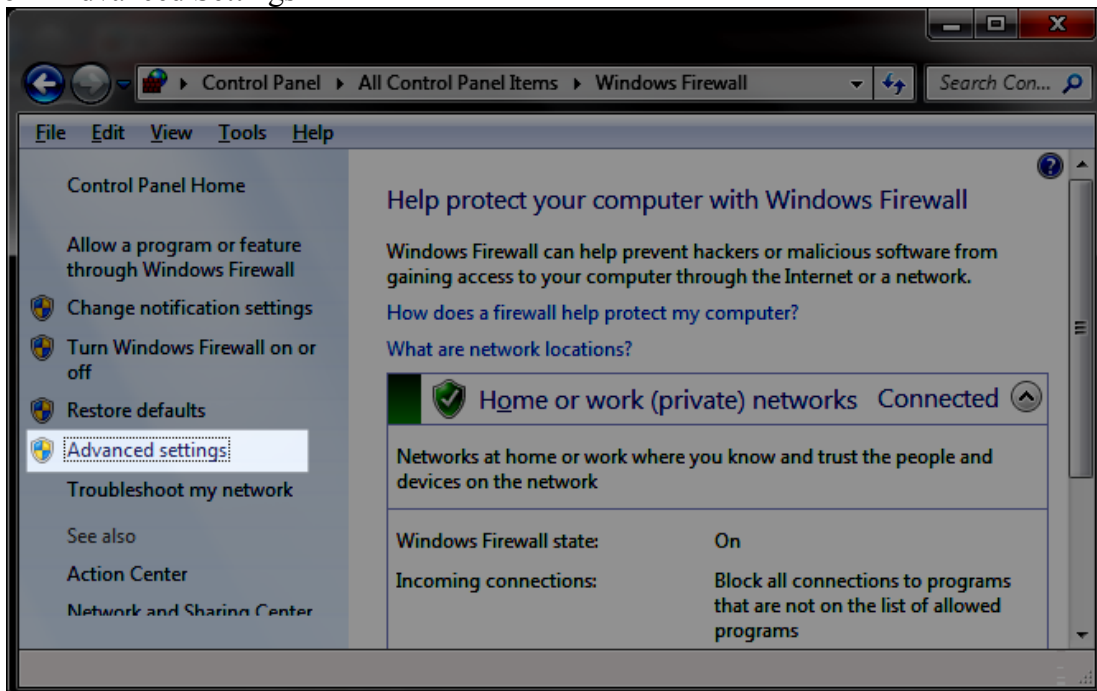 Advanced Settings
Control Panel ▸ All Control Panel Items ▸ Windows Firewall
Search Con...
File Edit View Tools Help
Control Panel Home
Allow a program or feature
through Windows Firewall
Change notification settings
Turn Windows Firewall on or
off
Restore defaults
Advanced settings
Troubleshoot my network
See also
Action Center
Network and Sharing Center
Help protect your computer with Windows Firewall
Windows Firewall can help prevent hackers or malicious software from
gaining access to your computer through the Internet or a network.
How does a firewall help protect my computer?
What are network locations?
Home or work (private) networks Connected
Networks at home or work where you know and trust the people and
devices on the network
Windows Firewall state: On
Incoming connections: Block all connections to programs
that are not on the list of allowed
programs